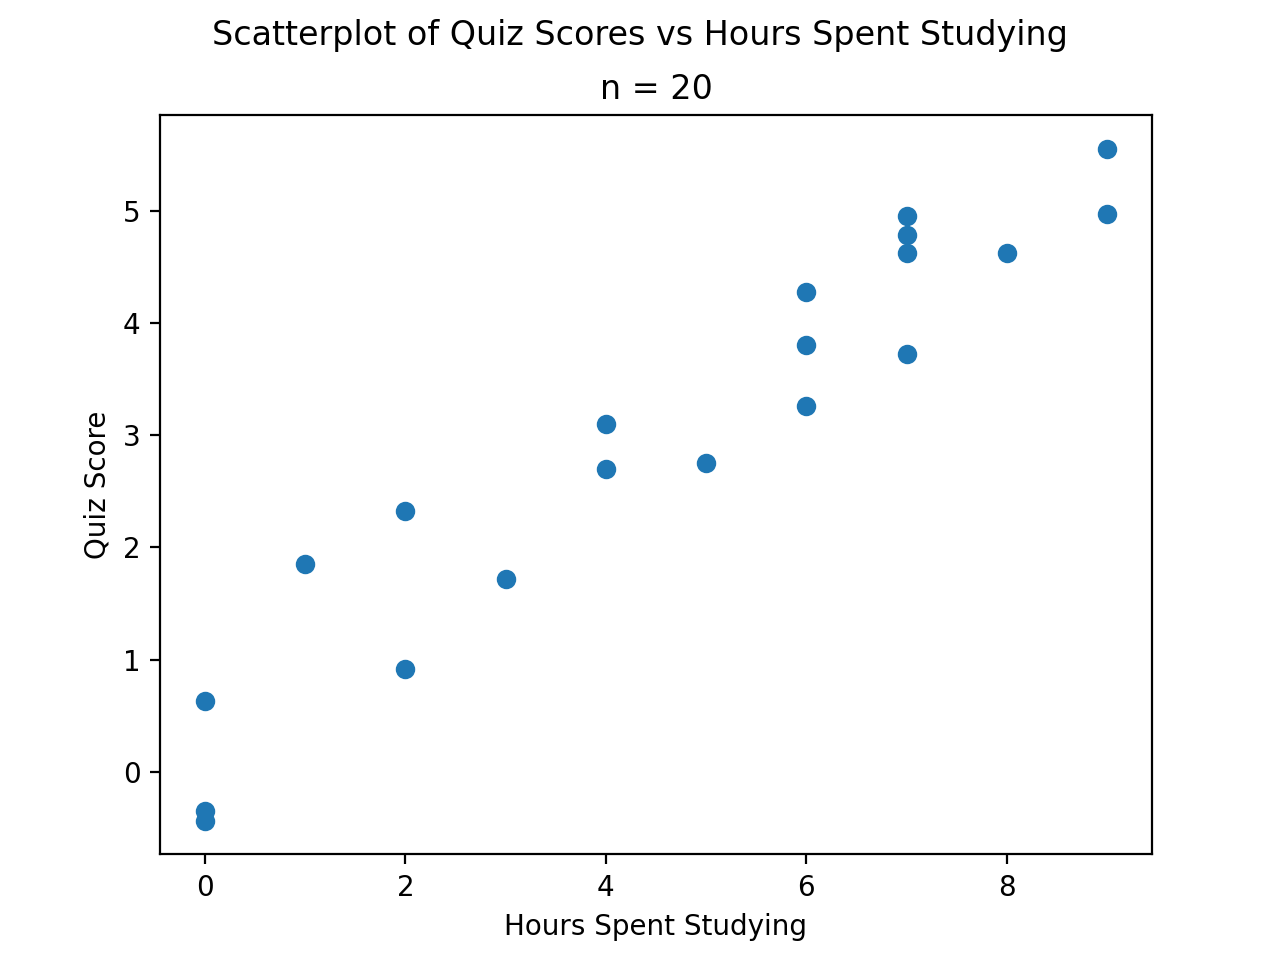 Scatterplot of Quiz Scores vs Hours Spent Studying
n = 20
5
4
3
2
1
0
Quiz Score
0 2 4 6 8
Hours Spent Studying